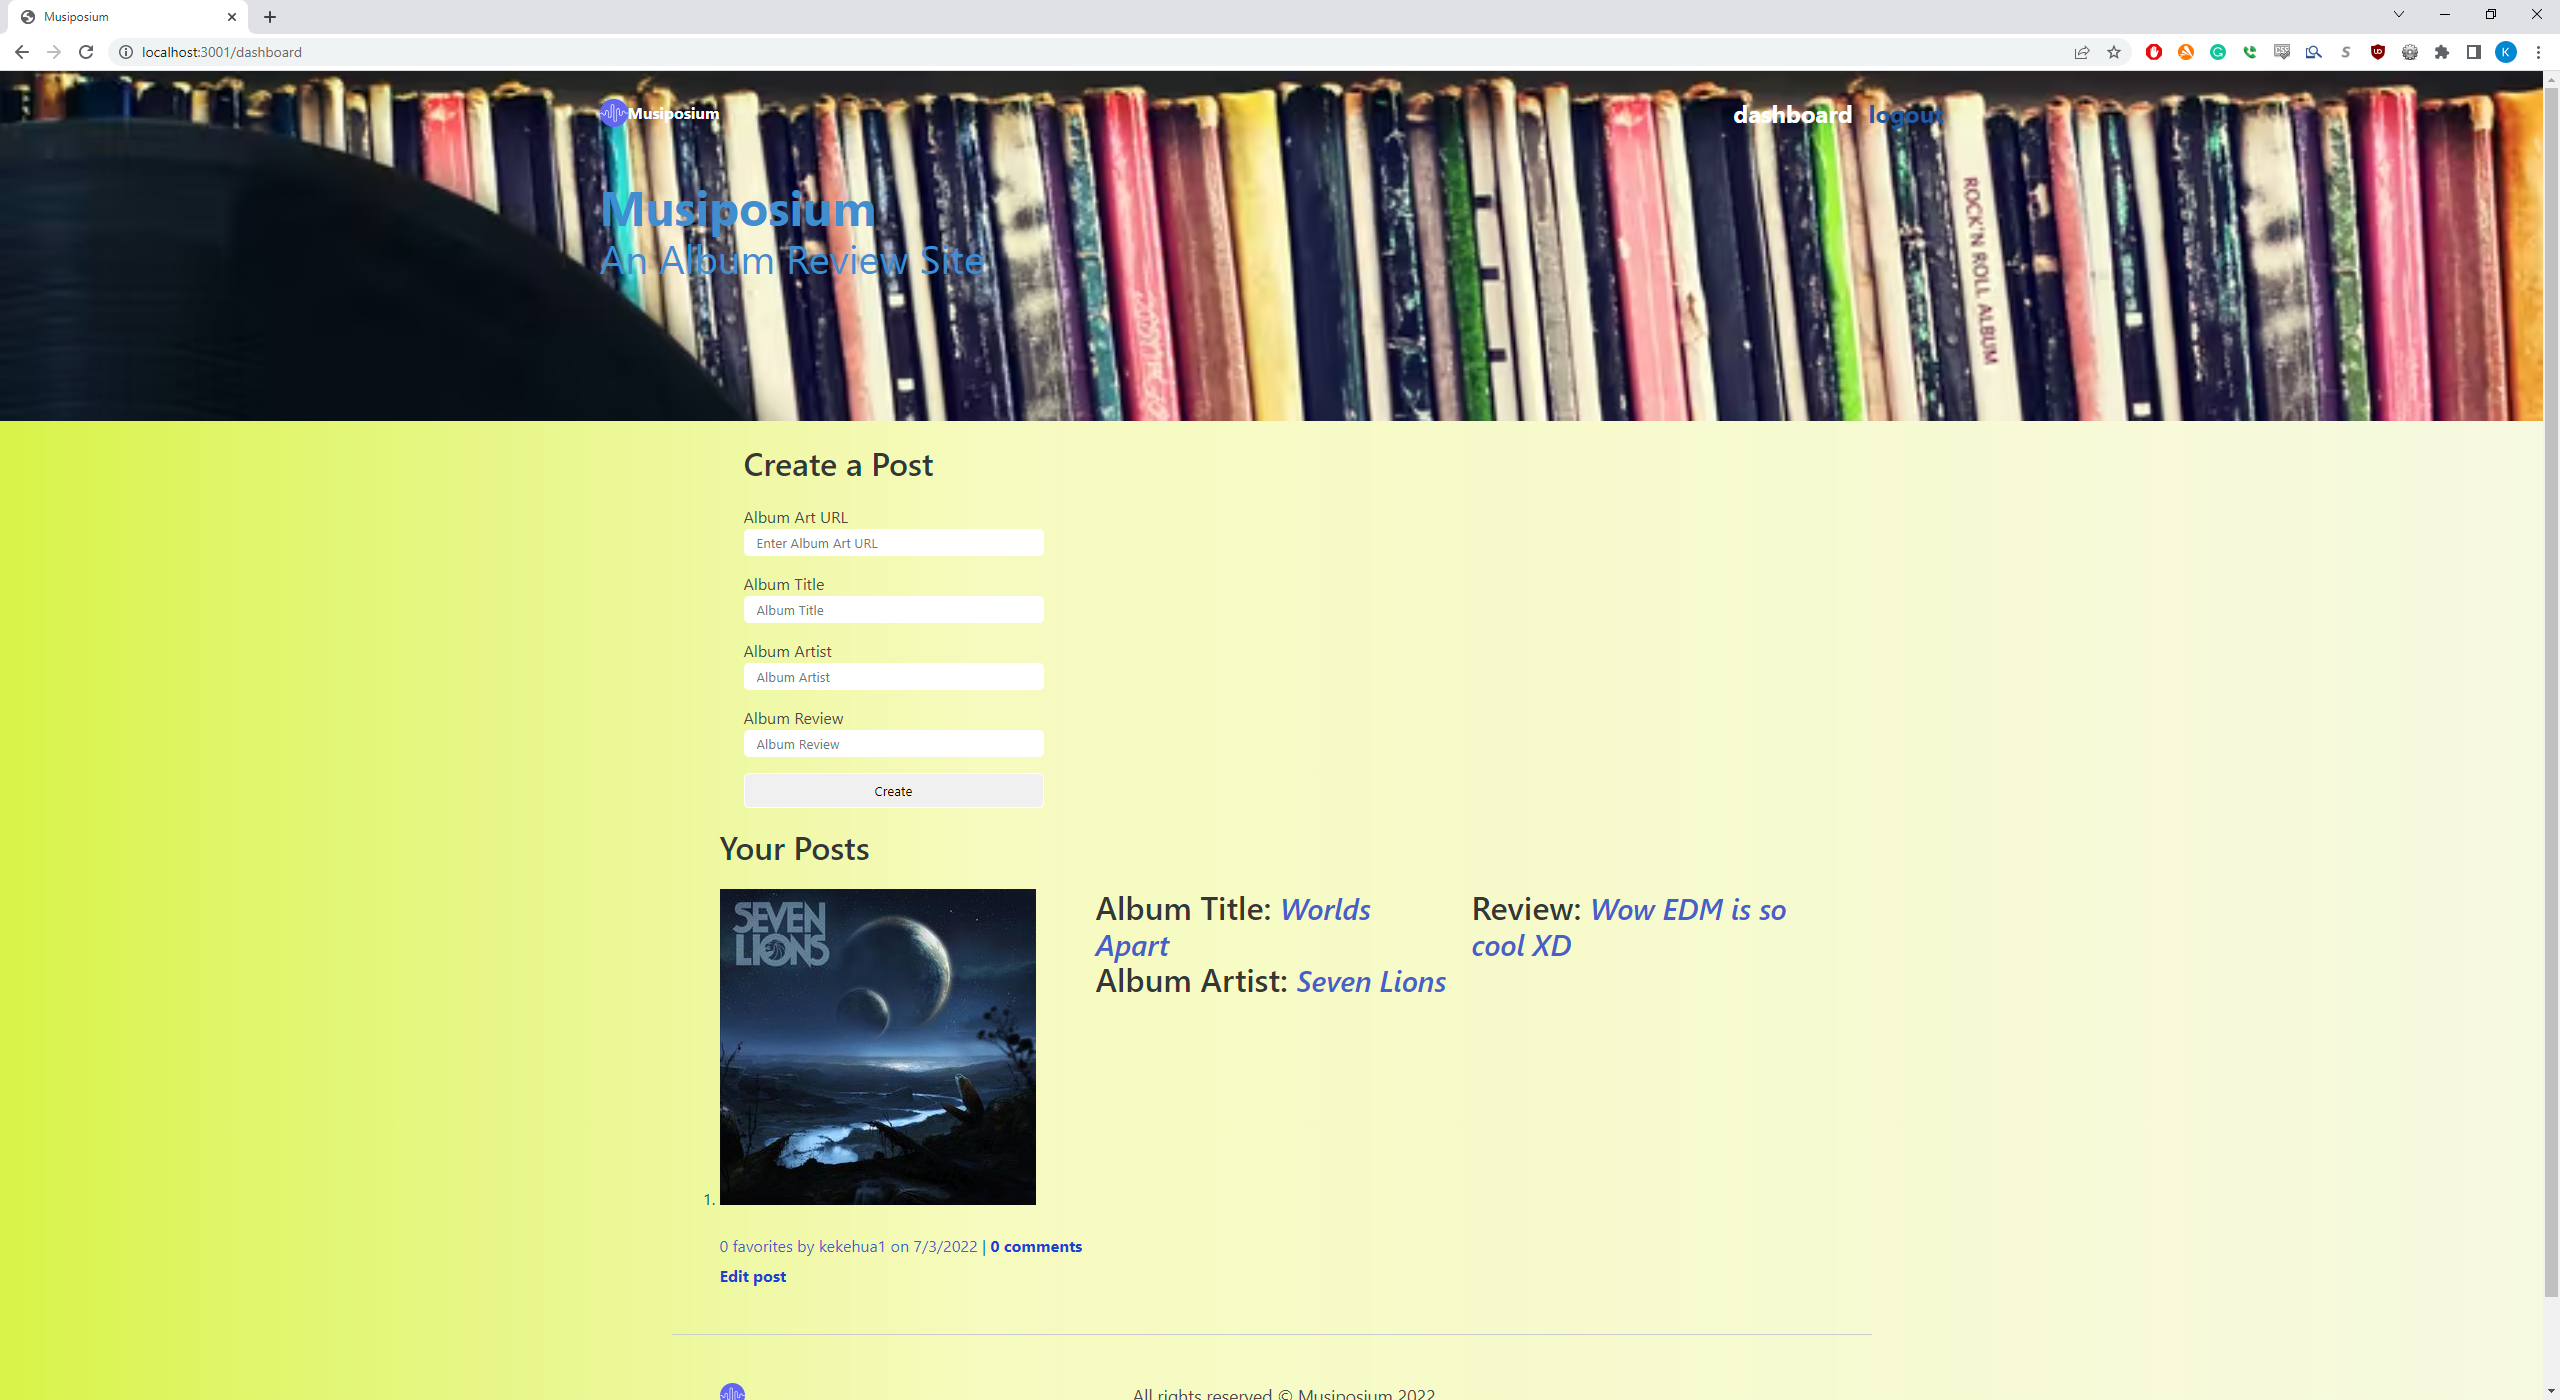 Musiposium
localhost:3001/dashboard
K
Musiposium
dashboard logout
Musiposium
An Album Review Site
ROCK'N ROLL ALBUM
Create a Post
Album Art URL
Enter Album Art URL
Album Title
Album Title
Album Artist
Album Artist
Album Review
Album Review
Create
Your Posts
SEVEN
LIONS
Album Title: Worlds
Apart
Album Artist: Seven Lions
Review: Wow EDM is so
cool XD
1.
0 favorites by kekehua1 on 7/3/2022 | 0 comments
Edit post
All rights reserved © Musiposium 2022